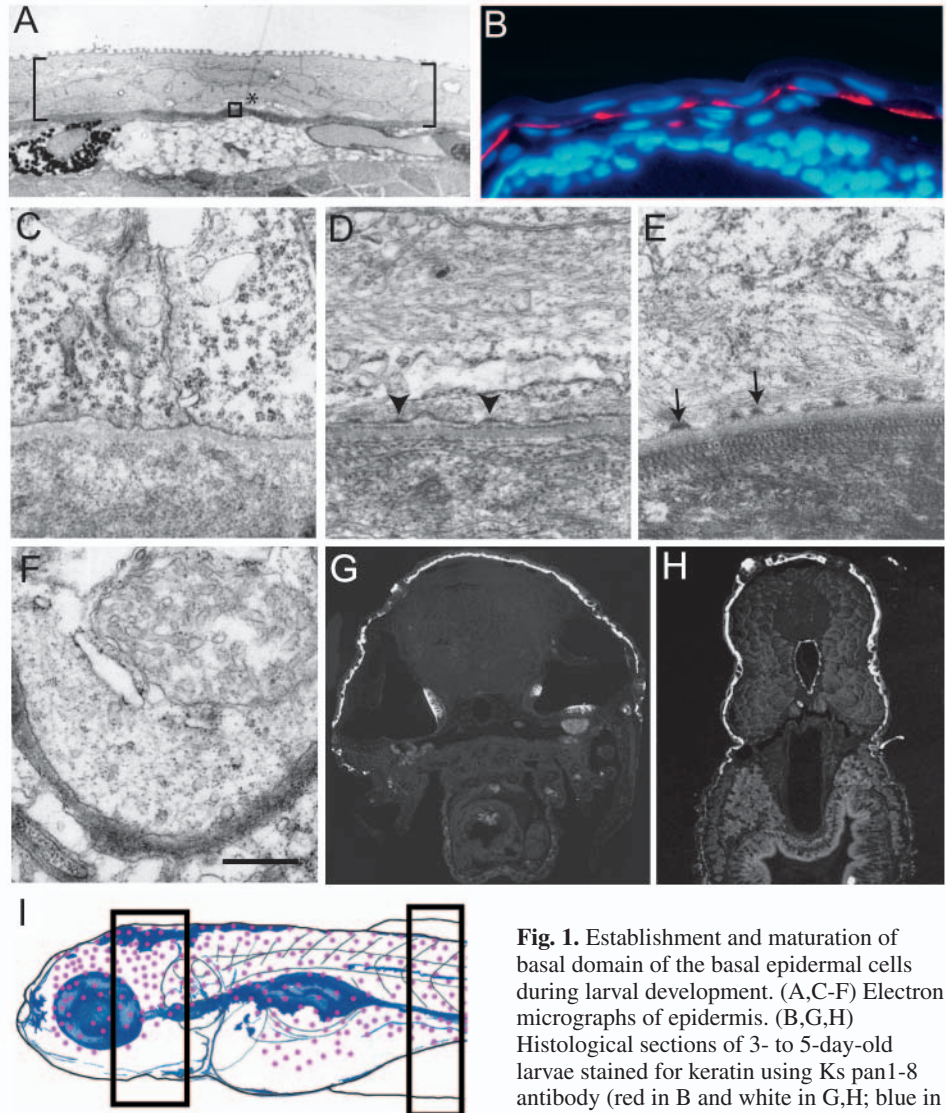 A
B
*
C
D
E
F
G
H
I
Fig. 1. Establishment and maturation of
basal domain of the basal epidermal cells
during larval development. (A,C-F) Electron
micrographs of epidermis. (B,G,H)
Histological sections of 3- to 5-day-old
larvae stained for keratin using Ks pan1-8
antibody (red in B and white in G,H; blue in